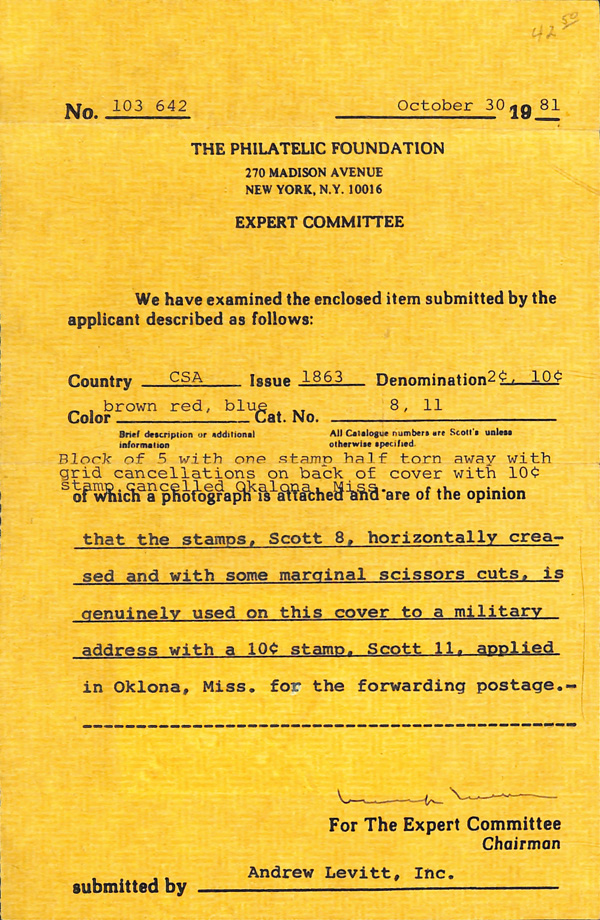 42 50
No. 103 642 October 30 19 81
THE PHILATELIC FOUNDATION
270 MADISON AVENUE
NEW YORK, N.Y. 10016
EXPERT COMMITTEE
We have examined the enclosed item submitted by the
applicant described as follows:
Country CSA Issue 1863 Denomination 2¢, 10¢
Color brown red, blue Cat. No. 8, 11
Brief description or additional All Catalogue numbers are Scott's unless
information otherwise specified.
Block of 5 with one stamp half torn away with
grid cancellations on back of cover with 10¢
stamp cancelled Okalona, Miss.
of which a photograph is attached and are of the opinion
that the stamps, Scott 8, horizontally crea-
sed and with some marginal scissors cuts, is
genuinely used on this cover to a military
address with a 10¢ stamp, Scott 11, applied
in Oklona, Miss. for the forwarding postage.-
For The Expert Committee
Chairman
submitted by Andrew Levitt, Inc.